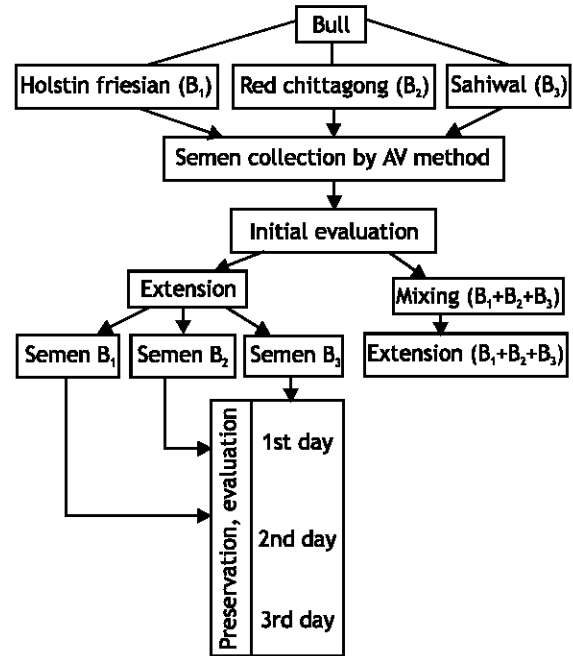 Bull
Holstin friesian (B₁)
Red chittagong (B₂)
Sahiwal (B₃)
Semen collection by AV method
Initial evaluation
Extension
Mixing (B₁+B₂+B₃)
Semen B₁
Semen B₂
Semen B₃
Extension (B₁+B₂+B₃)
Preservation, evaluation
1st day
2nd day
3rd day